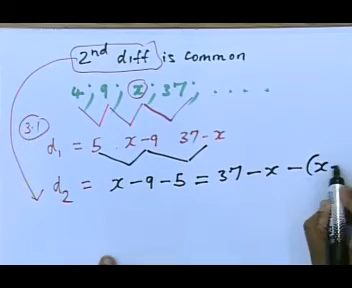 2nd diff is common
4; 9; x; 37; . . . .
3.1
d1 = 5 x-9 37-x
d2 = x-9-5 = 37-x-(x